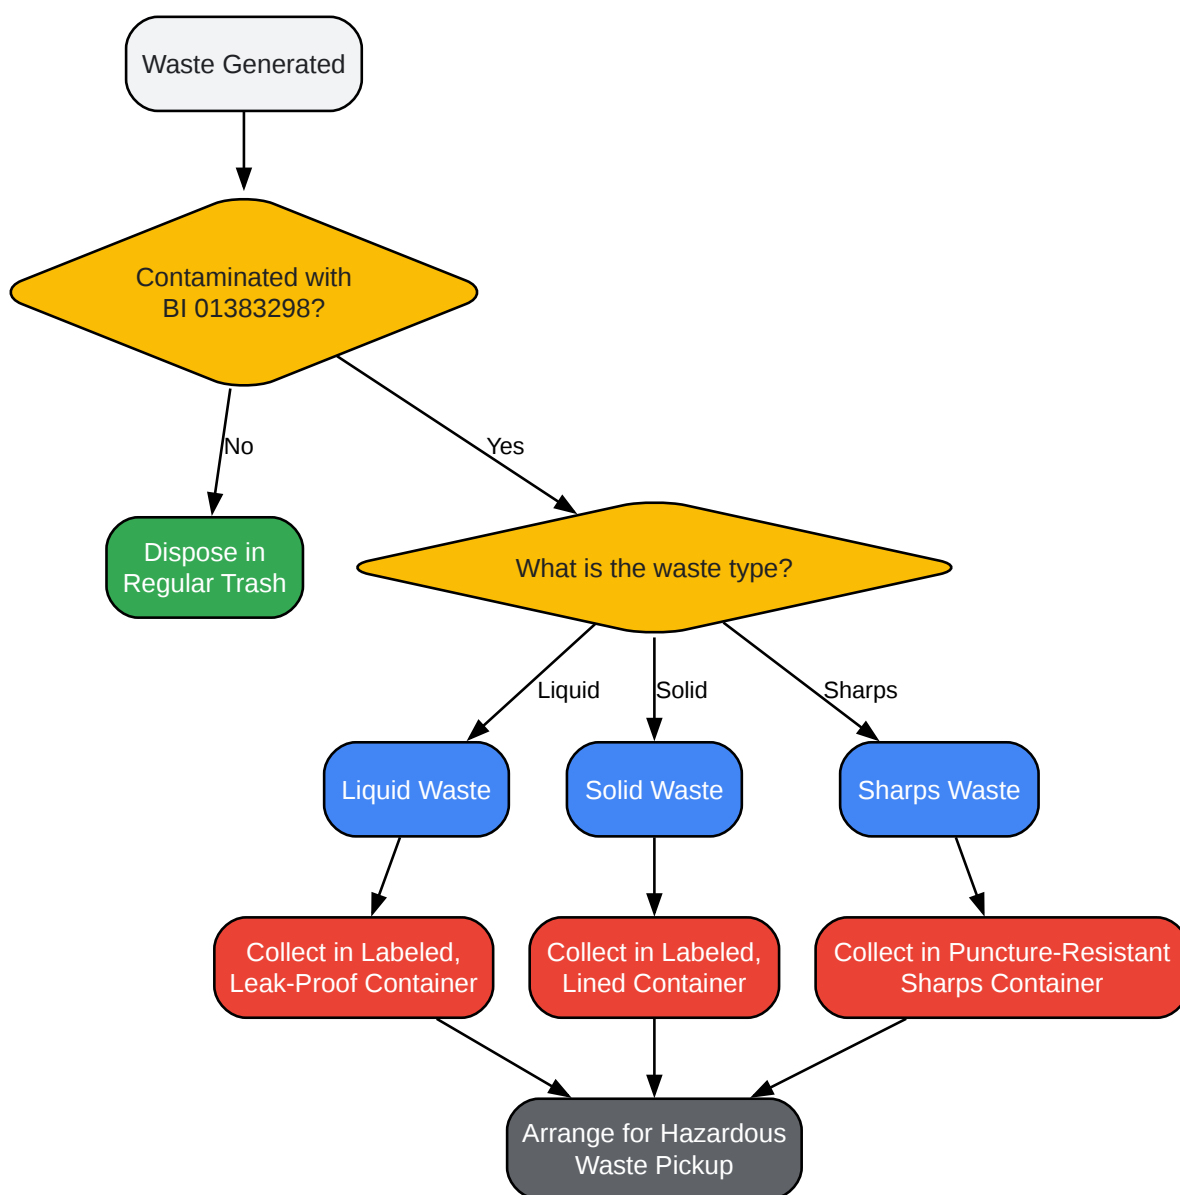 Waste Generated
Contaminated with
BI 01383298?
No
Yes
Dispose in
Regular Trash
What is the waste type?
Liquid
Solid
Sharps
Liquid Waste
Solid Waste
Sharps Waste
Collect in Labeled,
Leak-Proof Container
Collect in Labeled,
Lined Container
Collect in Puncture-Resistant
Sharps Container
Arrange for Hazardous
Waste Pickup